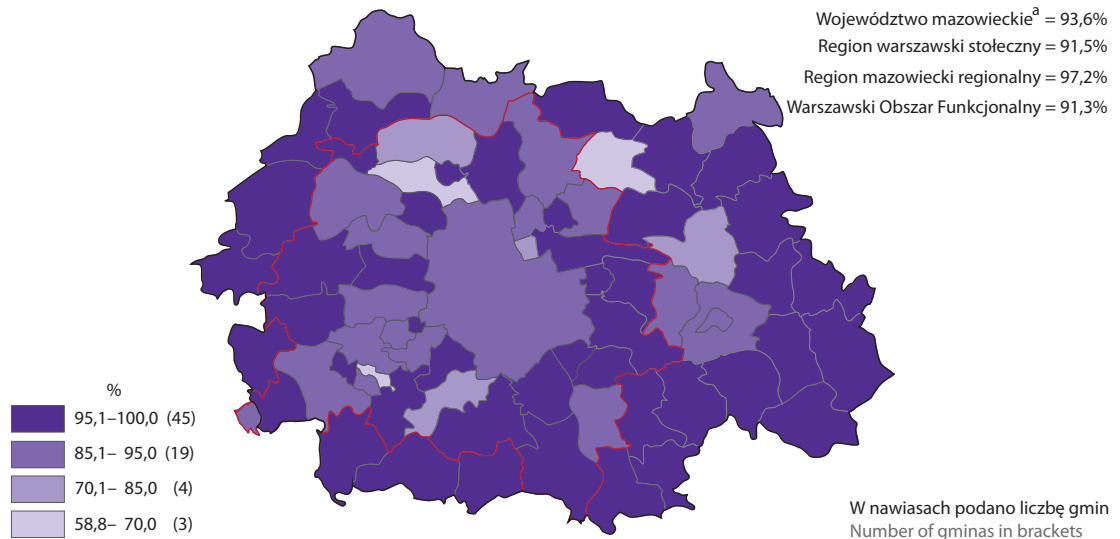 Województwo mazowieckieᵃ = 93,6%
Region warszawski stołeczny = 91,5%
Region mazowiecki regionalny = 97,2%
Warszawski Obszar Funkcjonalny = 91,3%
%
95,1–100,0 (45)
85,1– 95,0 (19)
70,1– 85,0 (4)
58,8– 70,0 (3)
W nawiasach podano liczbę gmin
Number of gminas in brackets